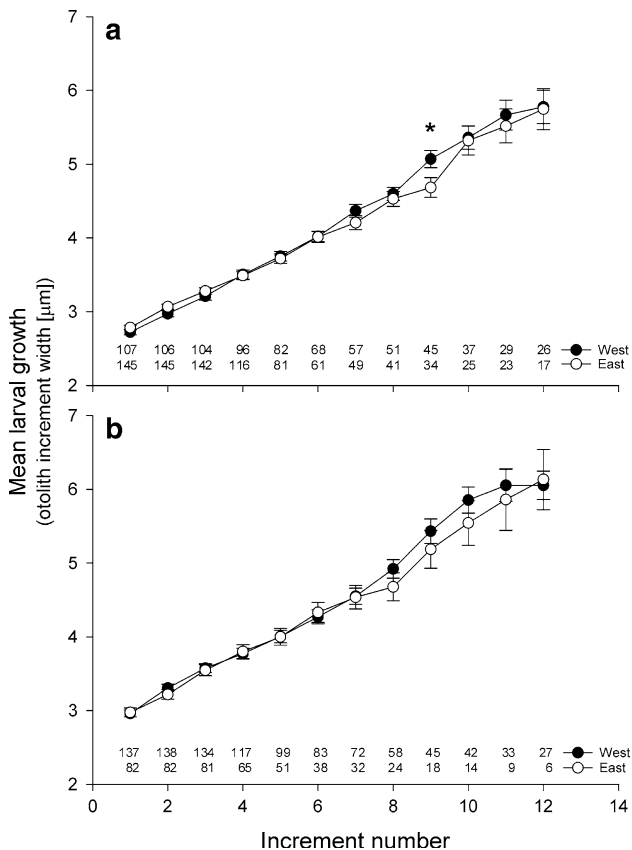 7
a
6
*
5
4
3
107 106 104 96 82 68 57 51 45 37 29 26 West
145 145 142 116 81 61 49 41 34 25 23 17 East
2
Mean larval growth
(otolith increment width [µm])
7
b
6
5
4
3
137 138 134 117 99 83 72 58 45 42 33 27 West
82 82 81 65 51 38 32 24 18 14 9 6 East
2
0 2 4 6 8 10 12 14
Increment number